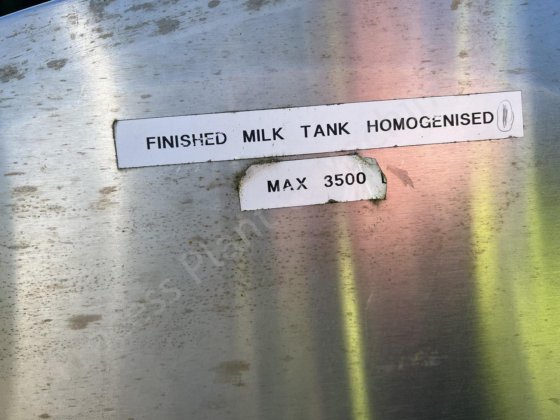 FINISHED MILK TANK HOMOGENISED
MAX 3500